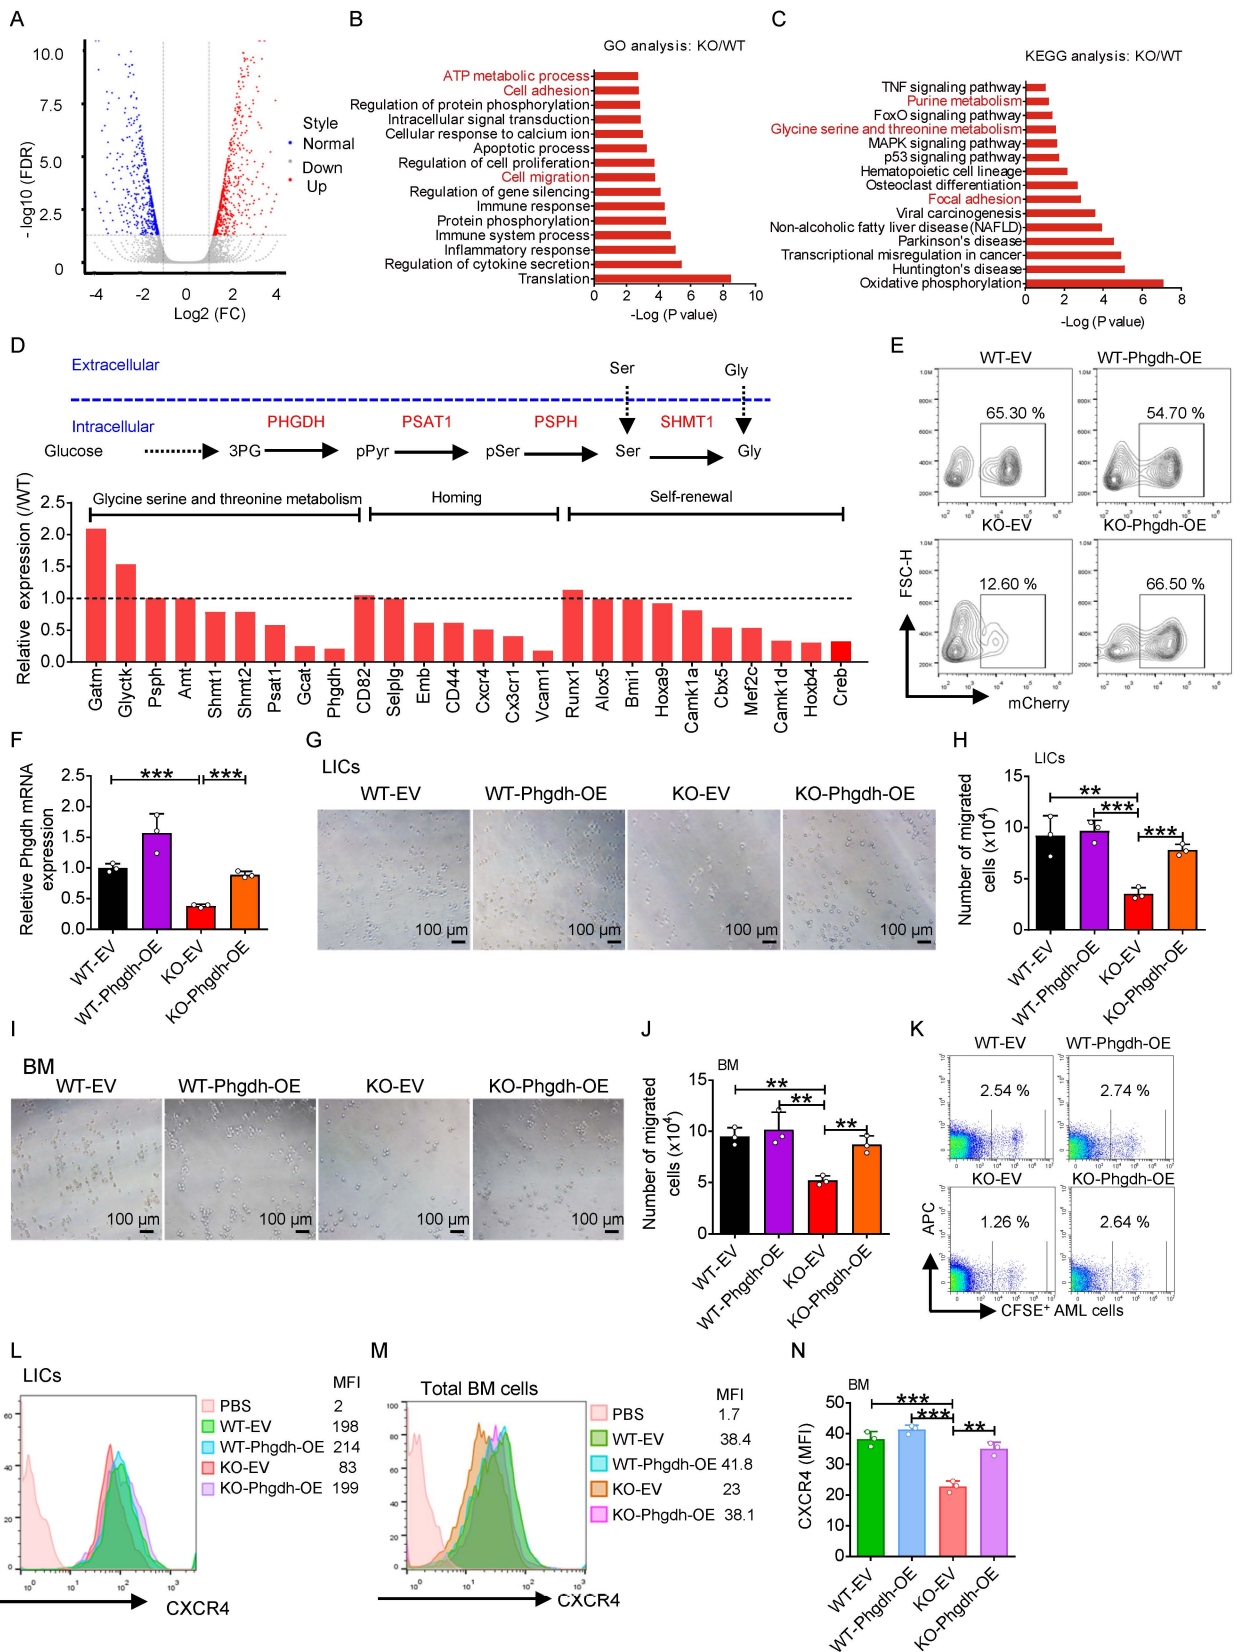 A
10.0
7.5
5.0
2.5
0
- log10 (FDR)
-4 -2 0 2 4
Log2 (FC)
Style
Normal
Down
Up
B
GO analysis: KO/WT
ATP metabolic process
Cell adhesion
Regulation of protein phosphorylation
Intracellular signal transduction
Cellular response to calcium ion
Apoptotic process
Regulation of cell proliferation
Cell migration
Regulation of gene silencing
Immune response
Protein phosphorylation
Immune system process
Inflammatory response
Regulation of cytokine secretion
Translation
0 2 4 6 8 10
-Log (P value)
C
KEGG analysis: KO/WT
TNF signaling pathway
Purine metabolism
FoxO signaling pathway
Glycine serine and threonine metabolism
MAPK signaling pathway
p53 signaling pathway
Hematopoietic cell lineage
Osteoclast differentiation
Focal adhesion
Viral carcinogenesis
Non-alcoholic fatty liver disease (NAFLD)
Parkinson's disease
Transcriptional misregulation in cancer
Huntington's disease
Oxidative phosphorylation
0 2 4 6 8
-Log (P value)
D
Extracellular
Ser Gly
Intracellular
PHGDH PSAT1 PSPH SHMT1
Glucose 3PG pPyr pSer Ser Gly
Glycine serine and threonine metabolism Homing Self-renewal
Relative expression (/WT)
2.5
2.0
1.5
1.0
0.5
0.0
Gatm Glyctk Psph Amt Shmt1 Shmt2 Psat1 Gcat Phgdh CD82 Selplg Emb CD44 Cxcr4 Cx3cr1 Vcam1 Runx1 Alox5 Bmi1 Hoxa9 Camk1a Cbx5 Mef2c Camk1d Hoxb4 Creb
E
WT-EV WT-Phgdh-OE
65.30 % 54.70 %
KO-EV KO-Phgdh-OE
12.60 % 66.50 %
FSC-H
mCherry
F
Reletive Phgdh mRNA
expression
2.5
2.0
1.5
1.0
0.5
0.0
*** ***
WT-EV WT-Phgdh-OE KO-EV KO-Phgdh-OE
G
LICs
WT-EV WT-Phgdh-OE KO-EV KO-Phgdh-OE
100 µm 100 µm 100 µm 100 µm
H
LICs
Number of migrated
cells (x10⁴)
15
10
5
0
**
***
***
WT-EV WT-Phgdh-OE KO-EV KO-Phgdh-OE
I
BM
WT-EV WT-Phgdh-OE KO-EV KO-Phgdh-OE
100 µm 100 µm 100 µm 100 µm
J
BM
Number of migrated
cells (x10⁴)
15
10
5
0
**
**
**
WT-EV WT-Phgdh-OE KO-EV KO-Phgdh-OE
K
WT-EV WT-Phgdh-OE
2.54 % 2.74 %
KO-EV KO-Phgdh-OE
1.26 % 2.64 %
APC
CFSE⁺ AML cells
L
LICs
MFI
PBS 2
WT-EV 198
WT-Phgdh-OE 214
KO-EV 83
KO-Phgdh-OE 199
60
40
20
0
10⁰ 10¹ 10² 10³
CXCR4
M
Total BM cells
MFI
PBS 1.7
WT-EV 38.4
WT-Phgdh-OE 41.8
KO-EV 23
KO-Phgdh-OE 38.1
100
80
60
40
20
0
10⁰ 10¹ 10² 10³
CXCR4
N
BM
CXCR4 (MFI)
50
40
30
20
10
0
***
***
**
WT-EV WT-Phgdh-OE KO-EV KO-Phgdh-OE